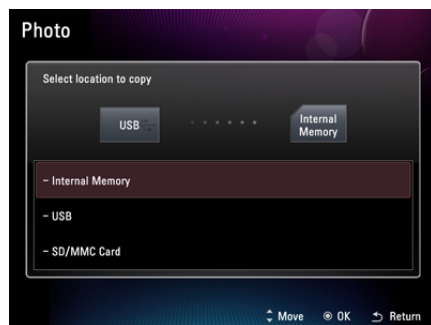 Photo
Select location to copy
USB
Internal
Memory
– Internal Memory
– USB
– SD/MMC Card
Move OK Return